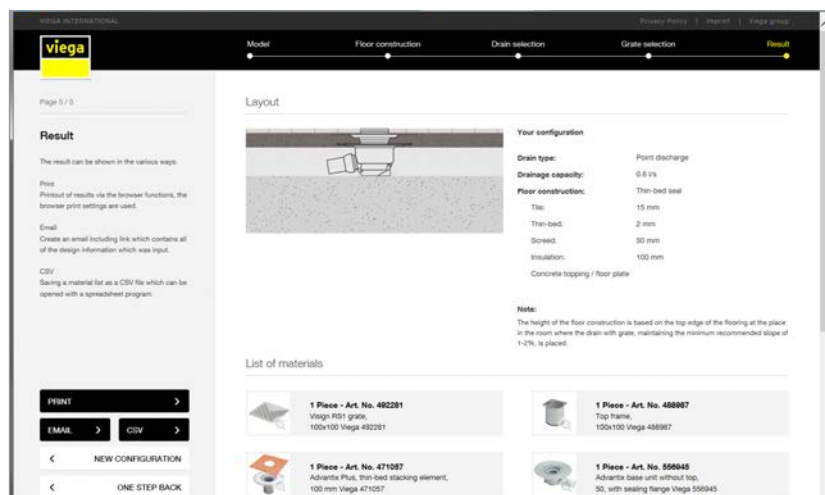 VIEGA INTERNATIONAL
Privacy Policy | Imprint | Viega group
viega
Model
Floor construction
Drain selection
Grate selection
Result
Page 5 / 5
Result
The result can be shown in the various ways:
Print
Printout of results via the browser functions, the
browser print settings are used.
Email
Create an email including link which contains all
of the design information which was input.
CSV
Saving a material list as a CSV file which can be
opened with a spreadsheet program.
PRINT
EMAIL
CSV
NEW CONFIGURATION
ONE STEP BACK
Layout
Your configuration
Drain type: Point discharge
Drainage capacity: 0.6 l/s
Floor construction: Thin-bed seal
Tile: 15 mm
Thin-bed: 2 mm
Screed: 50 mm
Insulation: 100 mm
Concrete topping / floor plate
Note:
The height of the floor construction is based on the top edge of the flooring at the place
in the room where the drain with grate, maintaining the minimum recommended slope of
1-2%, is placed.
List of materials
1 Piece - Art. No. 492281
Visign RS1 grate,
100x100 Viega 492281
1 Piece - Art. No. 488987
Top frame,
100x100 Viega 488987
1 Piece - Art. No. 471057
Advantix Plus, thin-bed stacking element,
100 mm Viega 471057
1 Piece - Art. No. 556945
Advantix base unit without top,
50, with sealing flange Viega 556945